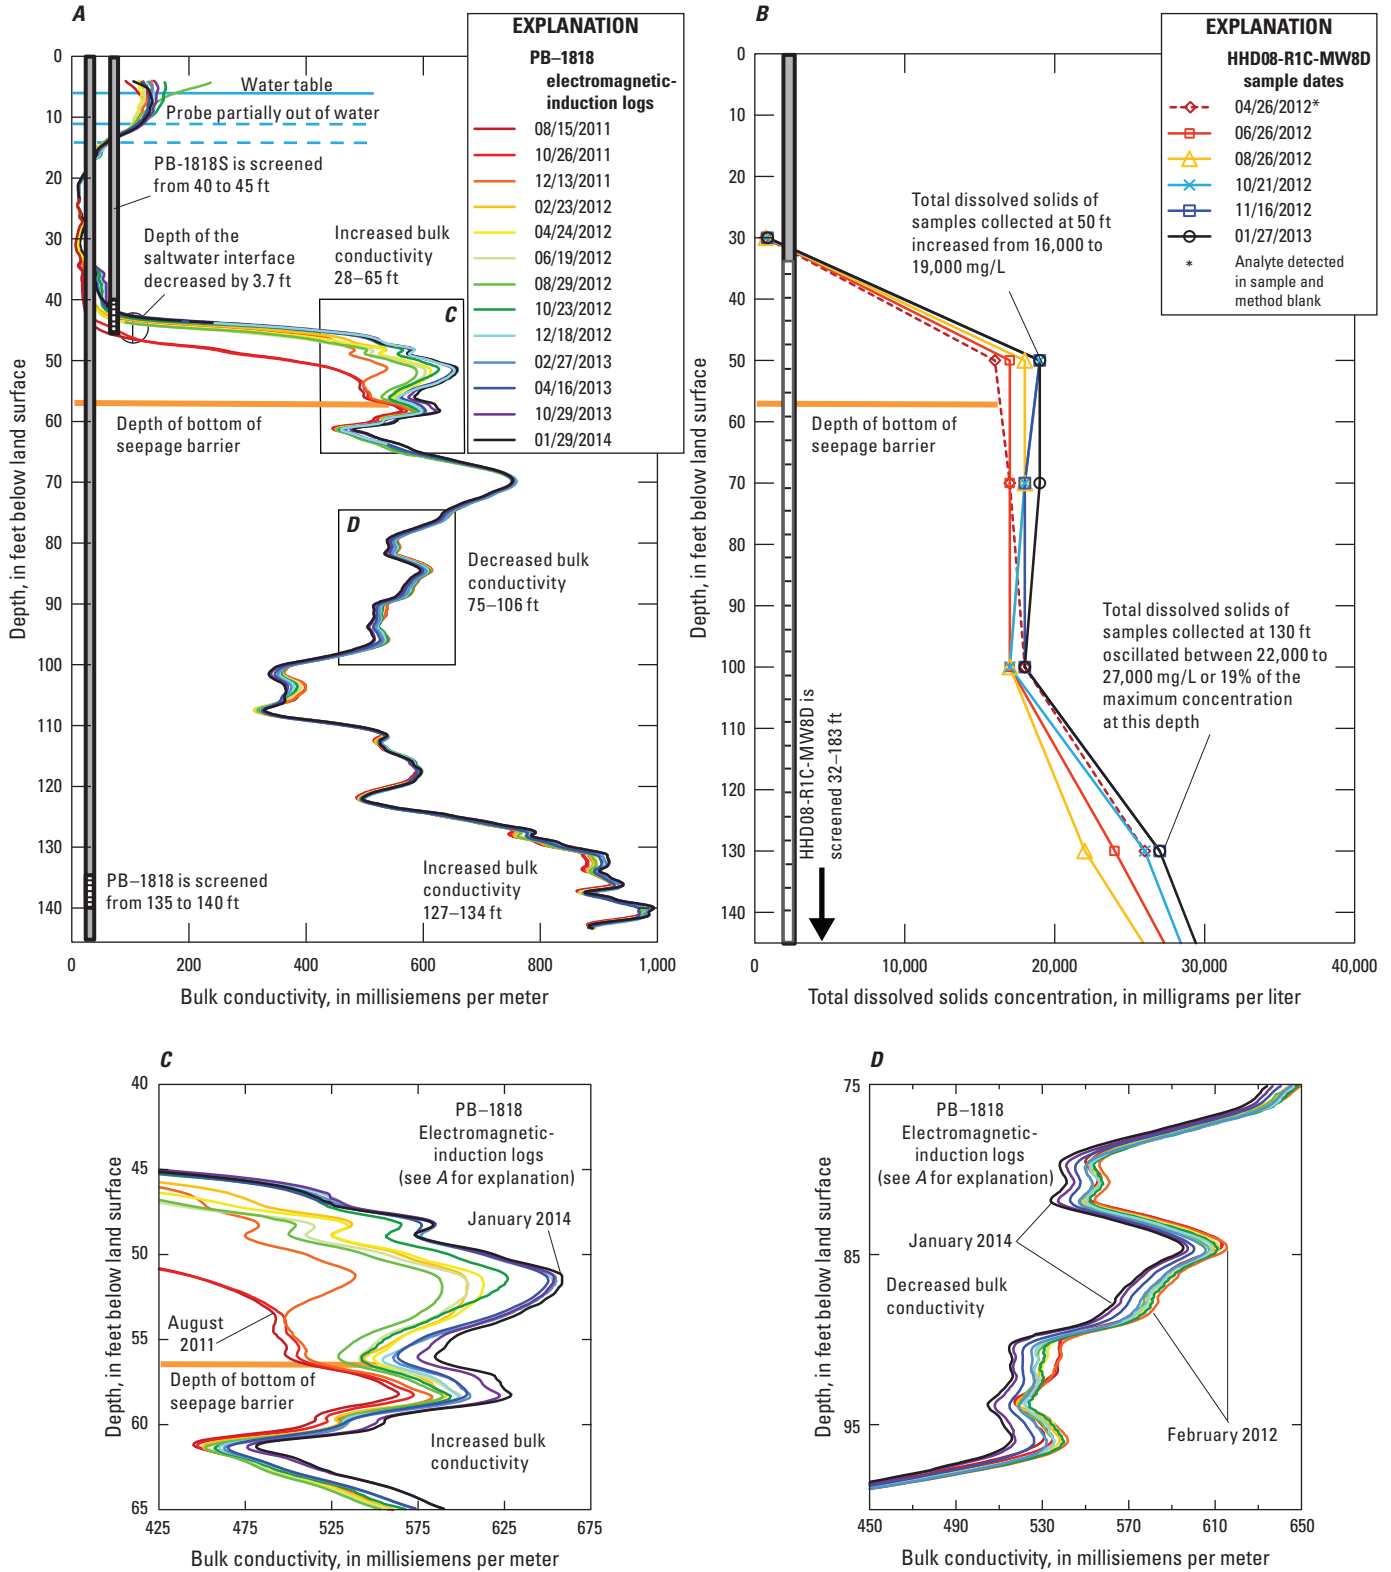 A
EXPLANATION
PB–1818
electromagnetic-
induction logs
08/15/2011
10/26/2011
12/13/2011
02/23/2012
04/24/2012
06/19/2012
08/29/2012
10/23/2012
12/18/2012
02/27/2013
04/16/2013
10/29/2013
01/29/2014
Water table
Probe partially out of water
PB-1818S is screened
from 40 to 45 ft
Depth of the
saltwater interface
decreased by 3.7 ft
Increased bulk
conductivity
28–65 ft
C
Depth of bottom of
seepage barrier
D
Decreased bulk
conductivity
75–106 ft
Increased bulk
conductivity
127–134 ft
PB–1818 is screened
from 135 to 140 ft
Depth, in feet below land surface
0
10
20
30
40
50
60
70
80
90
100
110
120
130
140
0
200
400
600
800
1,000
Bulk conductivity, in millisiemens per meter
B
EXPLANATION
HHD08-R1C-MW8D
sample dates
04/26/2012*
06/26/2012
08/26/2012
10/21/2012
11/16/2012
01/27/2013
* Analyte detected
in sample and
method blank
Total dissolved solids of
samples collected at 50 ft
increased from 16,000 to
19,000 mg/L
Depth of bottom of
seepage barrier
Total dissolved solids of
samples collected at 130 ft
oscillated between 22,000 to
27,000 mg/L or 19% of the
maximum concentration
at this depth
HHD08-R1C-MW8D is
screened 32–183 ft
Depth, in feet below land surface
0
10
20
30
40
50
60
70
80
90
100
110
120
130
140
0
10,000
20,000
30,000
40,000
Total dissolved solids concentration, in milligrams per liter
C
PB–1818
Electromagnetic-
induction logs
(see A for explanation)
January 2014
August
2011
Depth of bottom of
seepage barrier
Increased bulk
conductivity
Depth, in feet below land surface
40
45
50
55
60
65
425
475
525
575
625
675
Bulk conductivity, in millisiemens per meter
D
PB–1818
Electromagnetic-
induction logs
(see A for explanation)
January 2014
Decreased bulk
conductivity
February 2012
Depth, in feet below land surface
75
85
95
450
490
530
570
610
650
Bulk conductivity, in millisiemens per meter